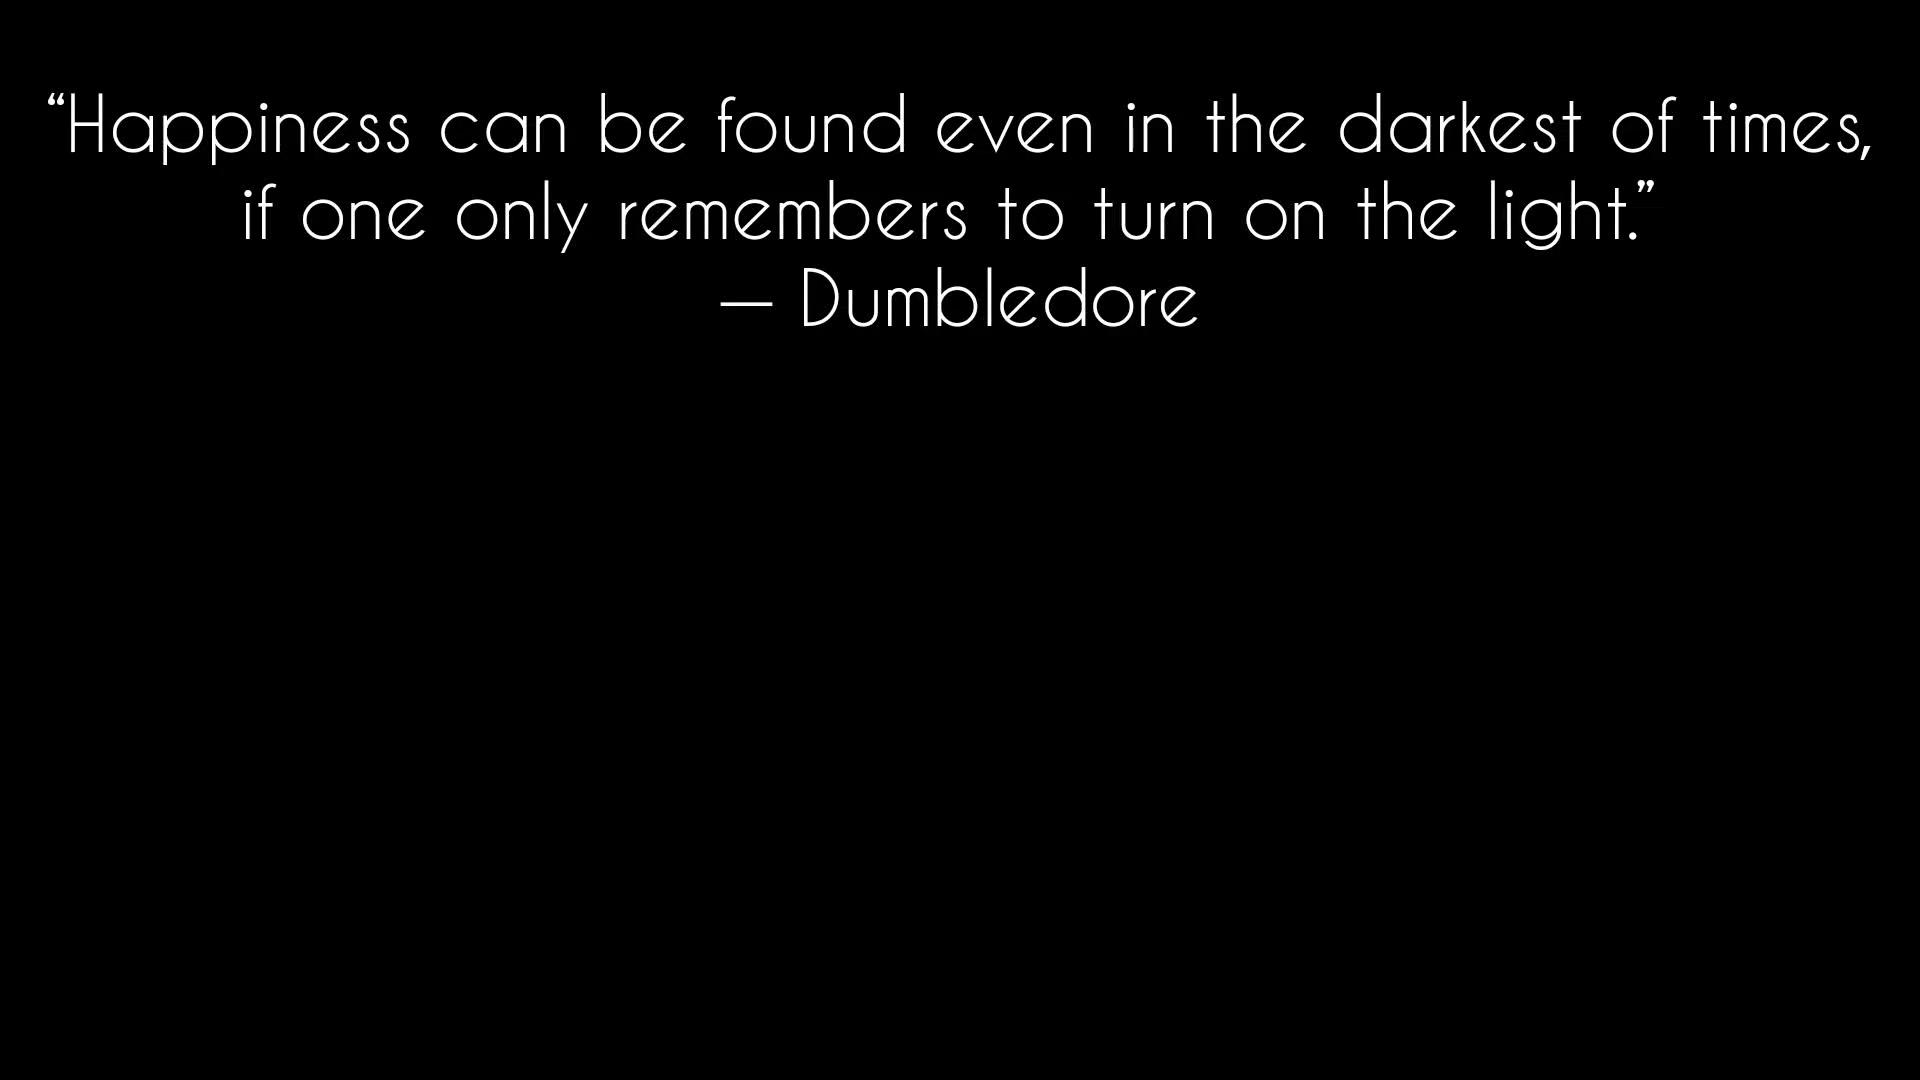 “Happiness can be found even in the darkest of times,
if one only remembers to turn on the light.”
— Dumbledore